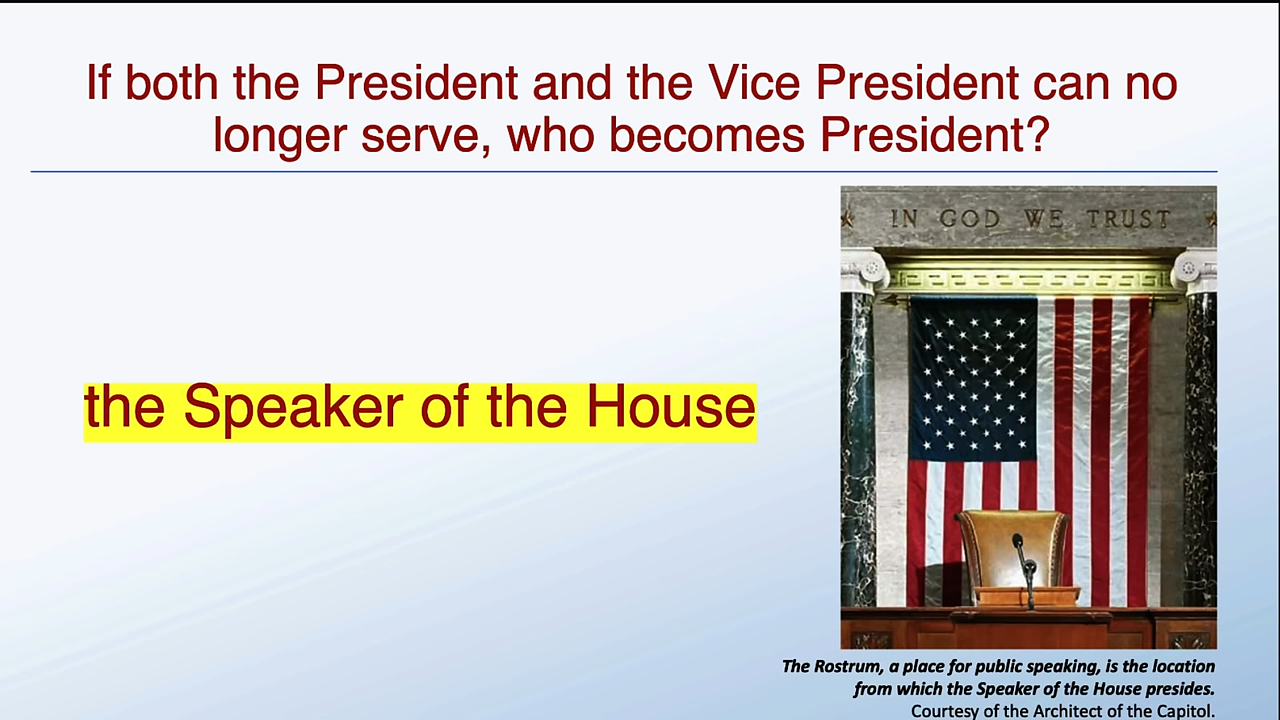 If both the President and the Vice President can no
longer serve, who becomes President?
IN GOD WE TRUST
the Speaker of the House
The Rostrum, a place for public speaking, is the location
from which the Speaker of the House presides.
Courtesy of the Architect of the Capitol.